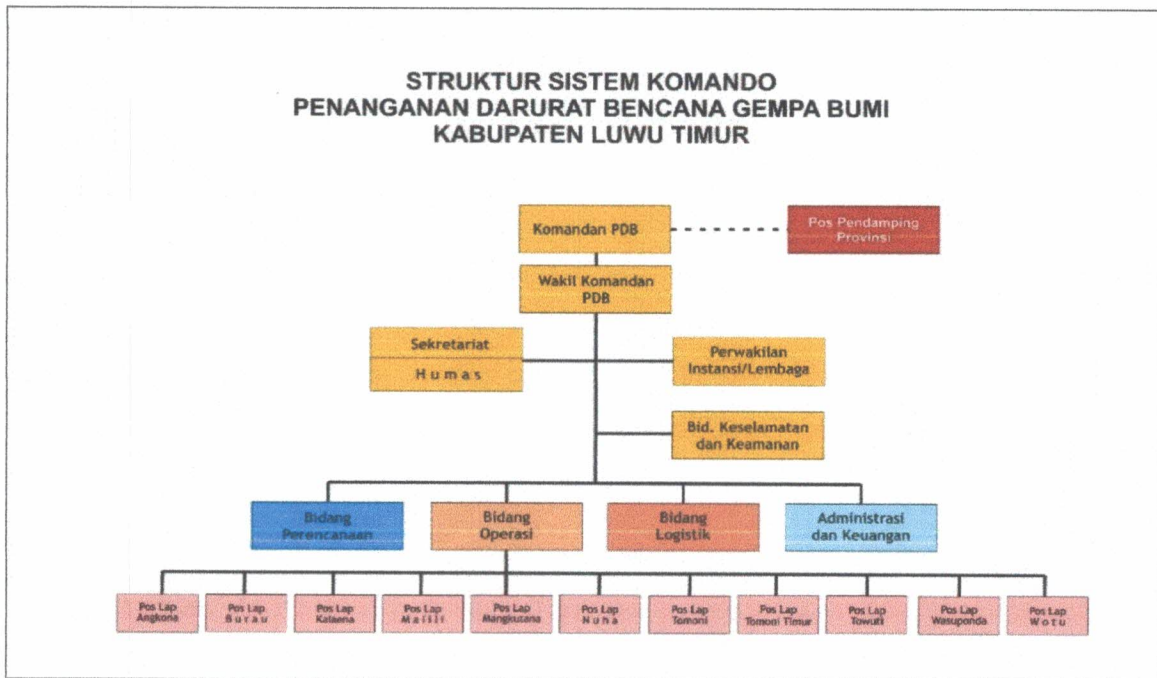 STRUKTUR SISTEM KOMANDO
PENANGANAN DARURAT BENCANA GEMPA BUMI
KABUPATEN LUWU TIMUR
Komandan PDB
Pos Pendamping
Provinsi
Wakil Komandan
PDB
Sekretariat
Humas
Perwakilan
Instansi/Lembaga
Bid. Keselamatan
dan Keamanan
Bidang
Perencanaan
Bidang
Operasi
Bidang
Logistik
Administrasi
dan Keuangan
Pos Lap
Angkona
Pos Lap
Burau
Pos Lap
Kalaena
Pos Lap
Malili
Pos Lap
Mangkutana
Pos Lap
Nuha
Pos Lap
Tomoni
Pos Lap
Tomoni Timur
Pos Lap
Towuti
Pos Lap
Wasuponda
Pos Lap
Wotu